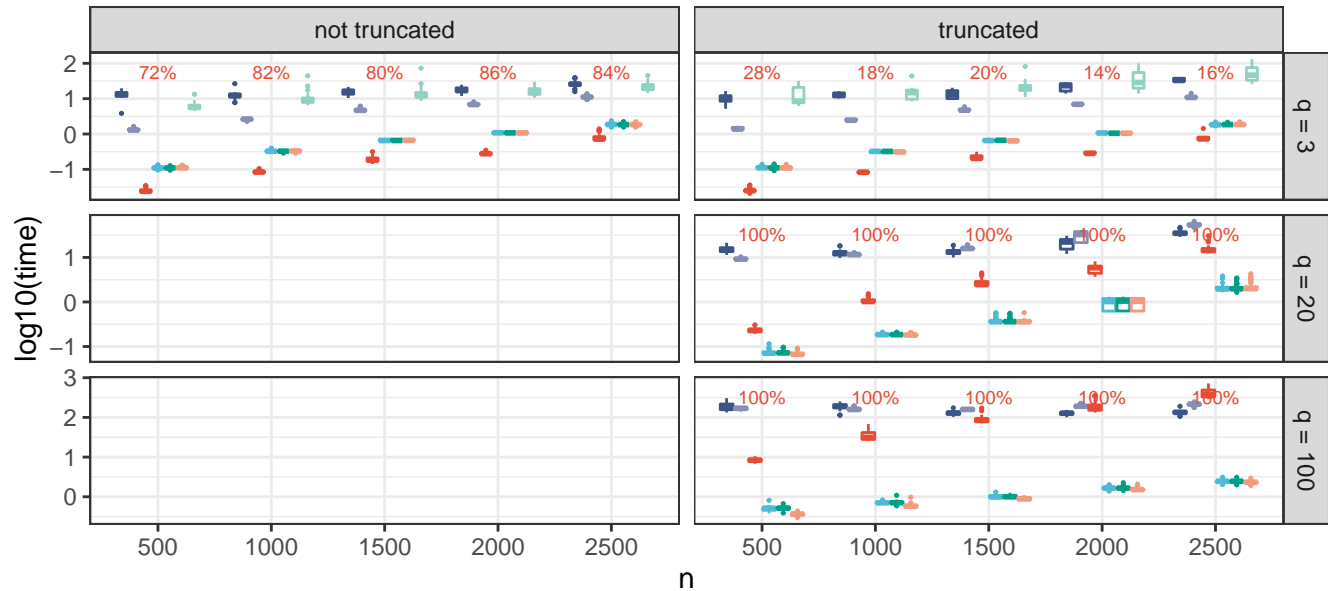 not truncated truncated
2 72% 82% 80% 86% 84% 28% 18% 20% 14% 16%
1
0
−1
q = 3
log10(time)
100% 100% 100% 100% 100%
1
0
−1
q = 20
3
100% 100% 100% 100% 100%
2
1
0
q = 100
500 1000 1500 2000 2500 500 1000 1500 2000 2500
n